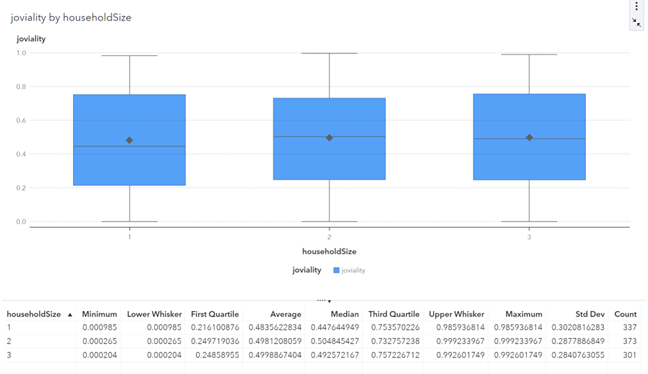 joviality by householdSize
joviality
1.0
0.8
0.6
0.4
0.2
0.0
1 2 3
householdSize
joviality joviality
householdSize Minimum Lower Whisker First Quartile Average Median Third Quartile Upper Whisker Maximum Std Dev Count
1 0.000985 0.000985 0.216100876 0.4835622834 0.447644949 0.753570226 0.985936814 0.985936814 0.3020816283 337
2 0.000265 0.000265 0.249719036 0.4981208059 0.504845427 0.732757238 0.999233967 0.999233967 0.2877886849 373
3 0.000204 0.000204 0.24858955 0.4998867404 0.492572167 0.757226712 0.992601749 0.992601749 0.2840763055 301